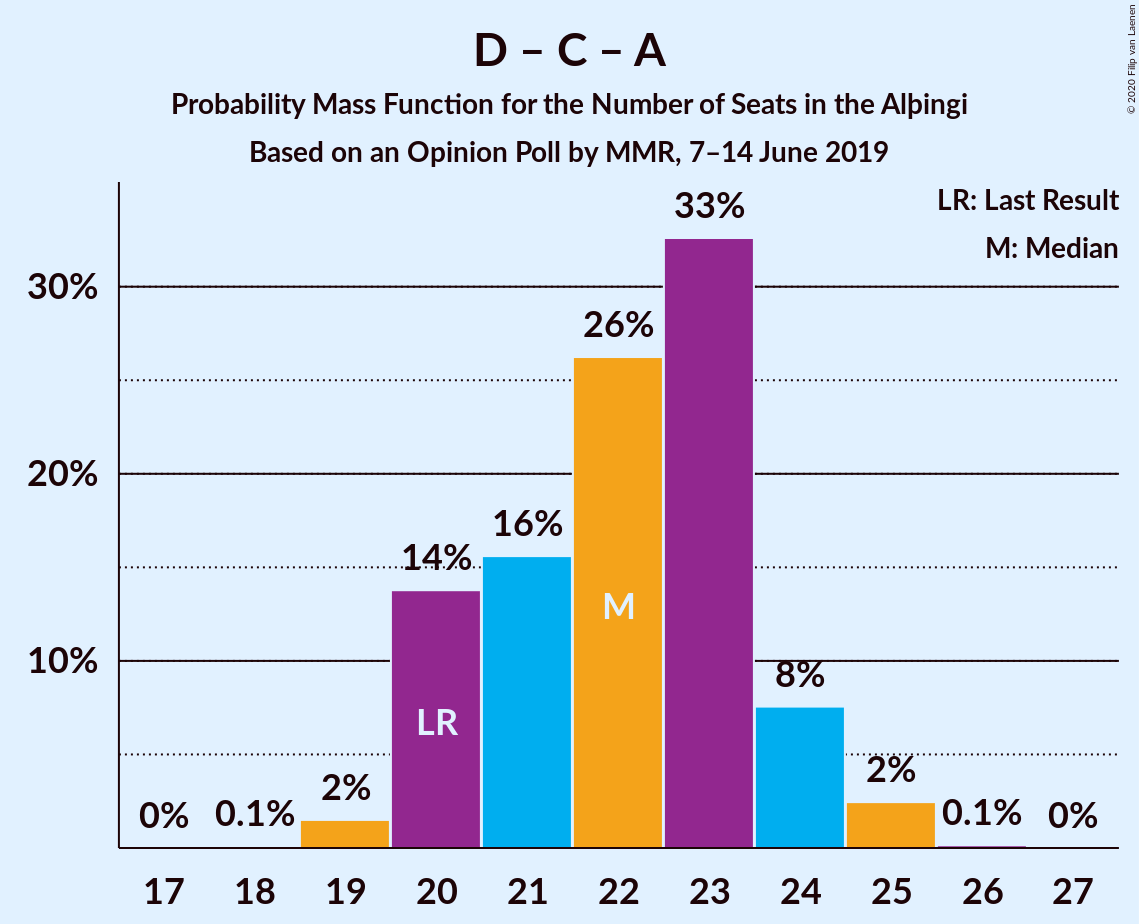 D – C – A
Probability Mass Function for the Number of Seats in the Alþingi
Based on an Opinion Poll by MMR, 7–14 June 2019
© 2020 Filip van Laenen
LR: Last Result
M: Median
30%
20%
10%
0%
0.1%
2%
14%
16%
26%
33%
8%
2%
0.1%
0%
LR
M
17 18 19 20 21 22 23 24 25 26 27